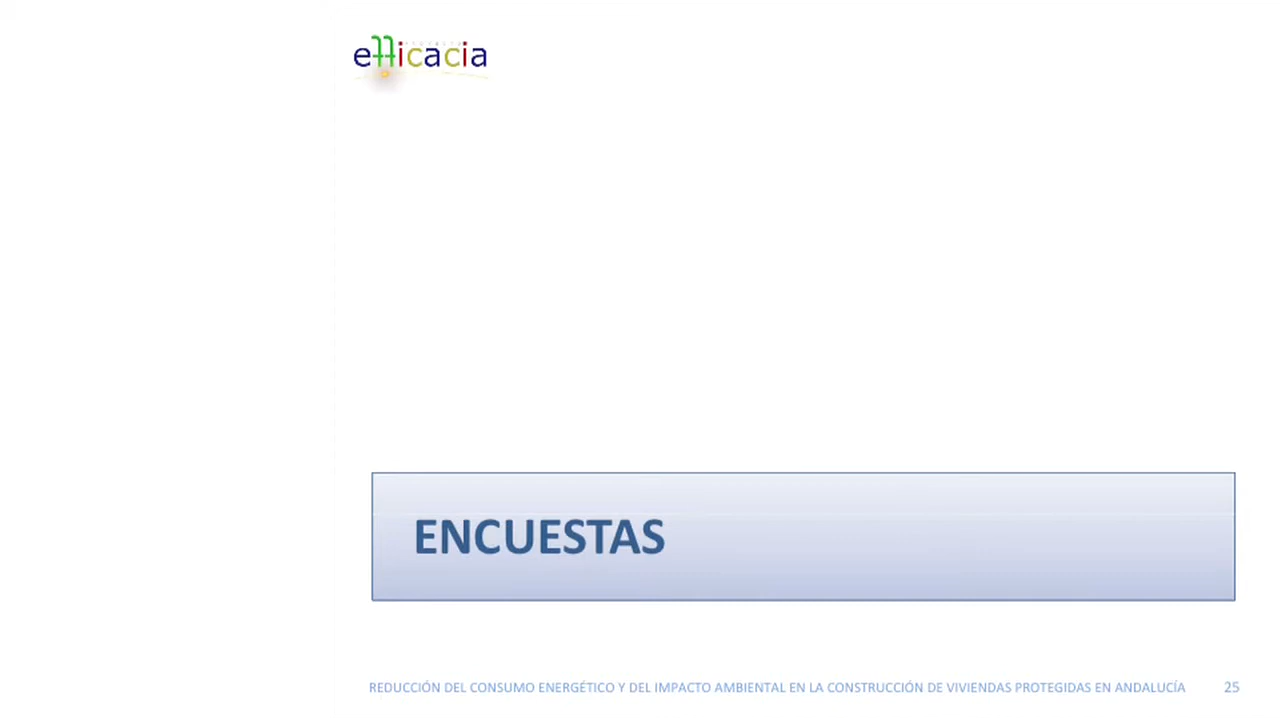 efficacia
ENCUESTAS
REDUCCIÓN DEL CONSUMO ENERGÉTICO Y DEL IMPACTO AMBIENTAL EN LA CONSTRUCCIÓN DE VIVIENDAS PROTEGIDAS EN ANDALUCÍA 25